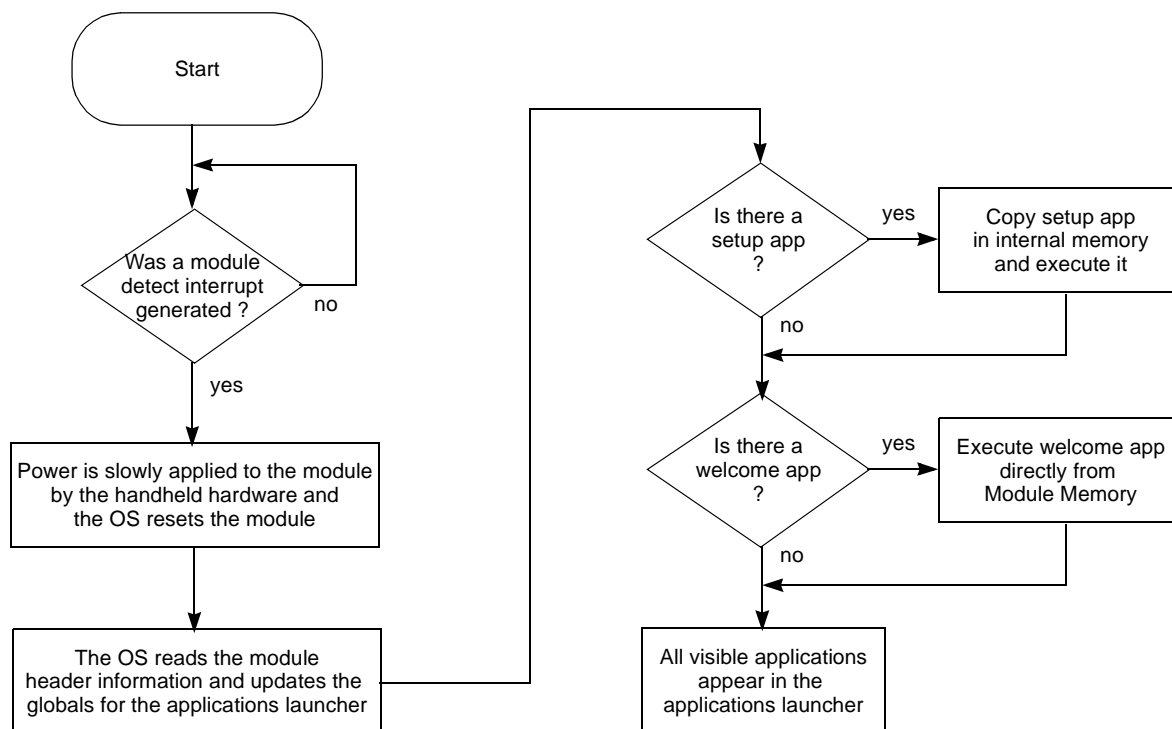 Start
Was a module
detect interrupt
generated ?
no
yes
Power is slowly applied to the module
by the handheld hardware and
the OS resets the module
The OS reads the module
header information and updates the
globals for the applications launcher
Is there a
setup app
?
yes
Copy setup app
in internal memory
and execute it
no
Is there a
welcome app
?
yes
Execute welcome app
directly from
Module Memory
no
All visible applications
appear in the
applications launcher